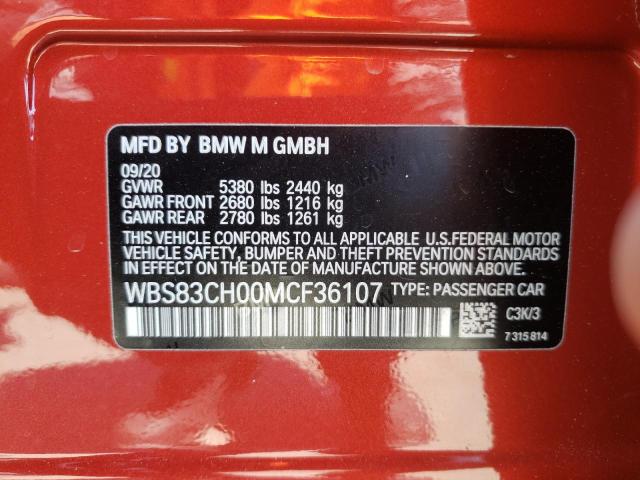 MFD BY BMW M GMBH
09/20
GVWR 5380 lbs 2440 kg
GAWR FRONT 2680 lbs 1216 kg
GAWR REAR 2780 lbs 1261 kg
THIS VEHICLE CONFORMS TO ALL APPLICABLE U.S.FEDERAL MOTOR
VEHICLE SAFETY, BUMPER AND THEFT PREVENTION STANDARDS
IN EFFECT ON THE DATE OF MANUFACTURE SHOWN ABOVE.
WBS83CH00MCF36107 TYPE: PASSENGER CAR
C3K/3
7 315 814